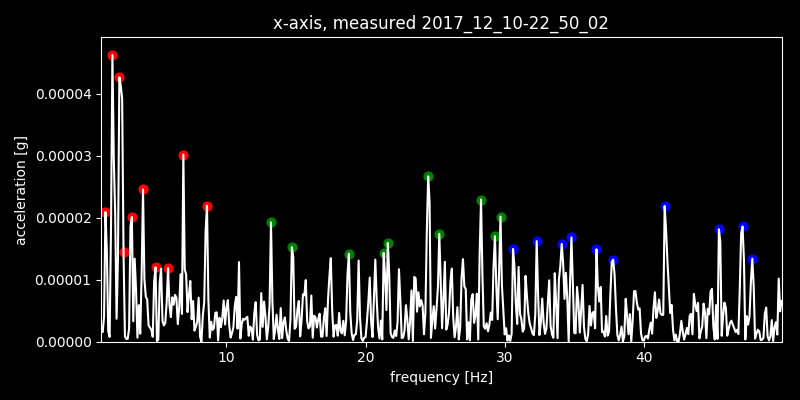 x-axis, measured 2017_12_10-22_50_02
acceleration [g]
0.00004
0.00003
0.00002
0.00001
0.00000
10 20 30 40
frequency [Hz]